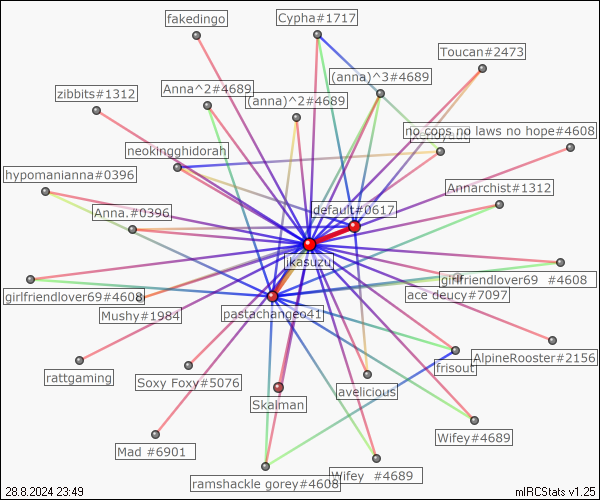 fakedingo
Cypha#1717
Toucan#2473
(anna)^3#4689
Anna^2#4689
(anna)^2#4689
zibbits#1312
no cops no laws no hope#4608
neokingghidorah
hypomanianna#0396
Annarchist#1312
Anna.#0396
default#0617
jkasuzu
girlfriendlover69 #4608
girlfriendlover69#4608
ace deucy#7097
Mushy#1984
pastachangeo41
AlpineRooster#2156
frisout
rattgaming
Soxy Foxy#5076
avelicious
Skalman
Wifey#4689
Mad #6901
Wifey #4689
ramshackle gorey#4608
28.8.2024 23:49
mIRCStats v1.25